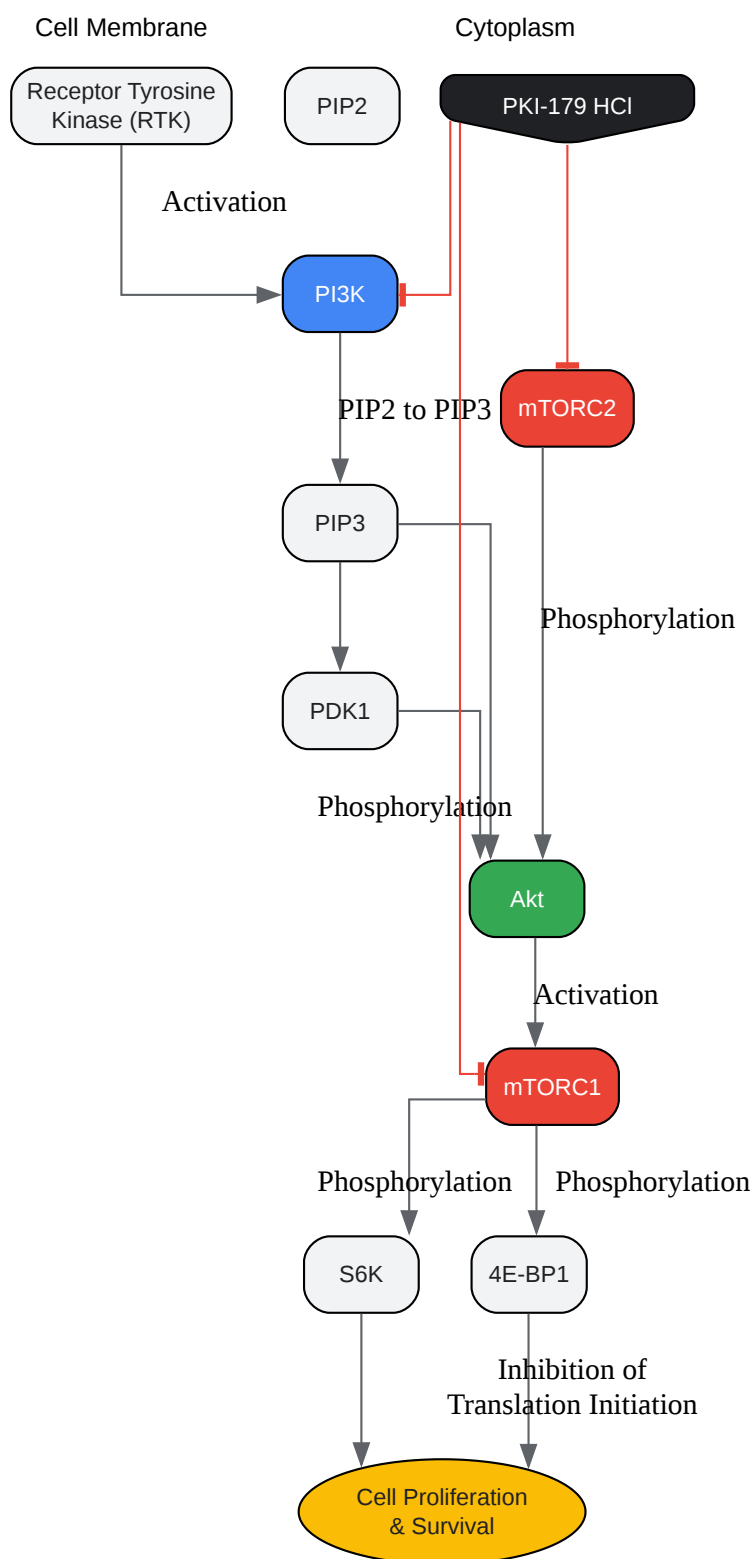 Cell Membrane
Cytoplasm
Receptor Tyrosine
Kinase (RTK)
PIP2
PKI-179 HCl
Activation
PI3K
PIP2 to PIP3
mTORC2
PIP3
Phosphorylation
PDK1
Phosphorylation
Akt
Activation
mTORC1
Phosphorylation
Phosphorylation
S6K
4E-BP1
Inhibition of
Translation Initiation
Cell Proliferation
& Survival